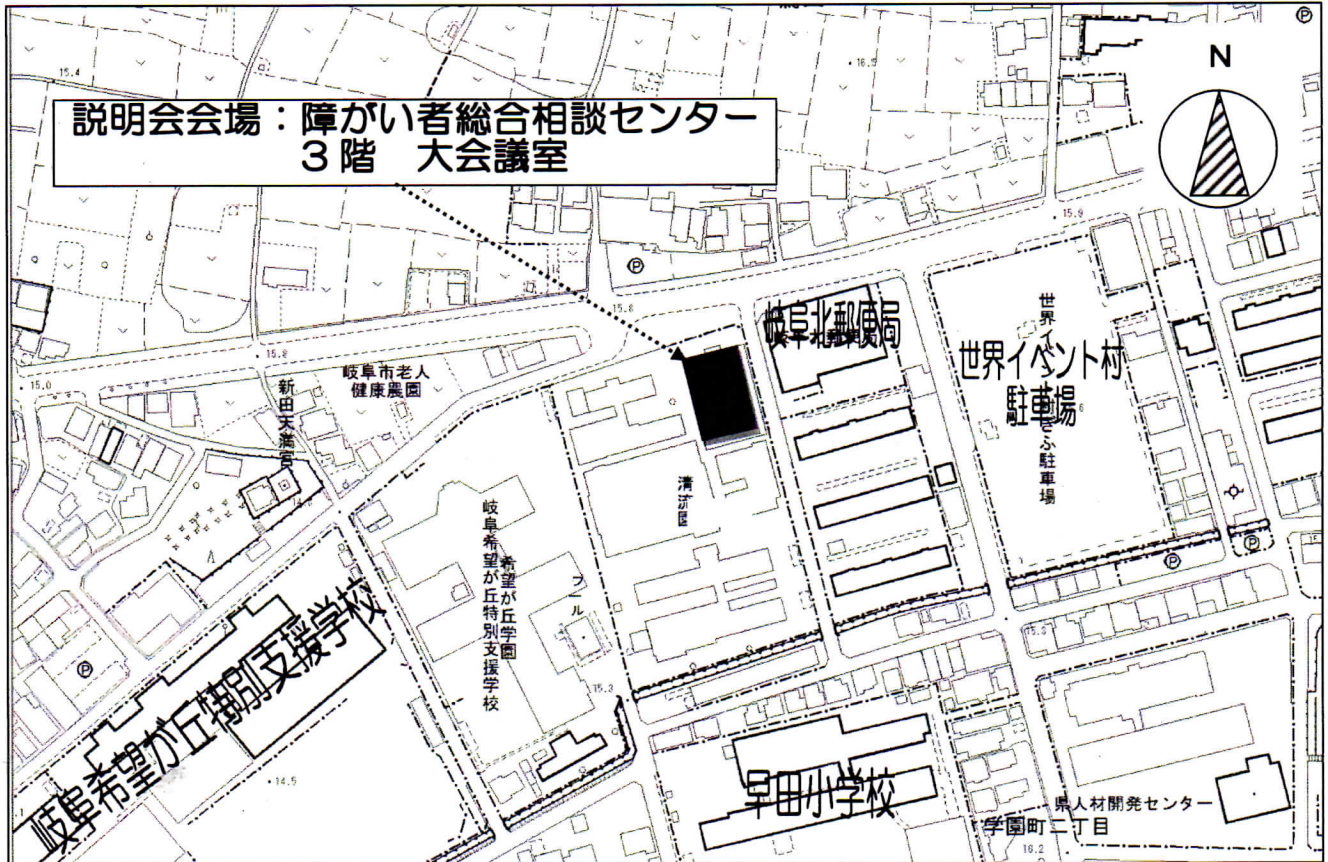 15.4
16.5
N
説明会会場：障がい者総合相談センター
3階　大会議室
15.9
15.8
15.8
15.0
岐阜北郵便局
世界イベント村
駐車場
岐阜市老人
健康農園
新田天満宮
清流園
岐阜希望が丘特別支援学校
希望が丘学園
プール
岐阜希望が丘特別支援学校
15.3
14.5
早田小学校
県人材開発センター
学園町二丁目
16.2
Ⓟ
Ⓟ
Ⓟ
Ⓟ
Ⓟ